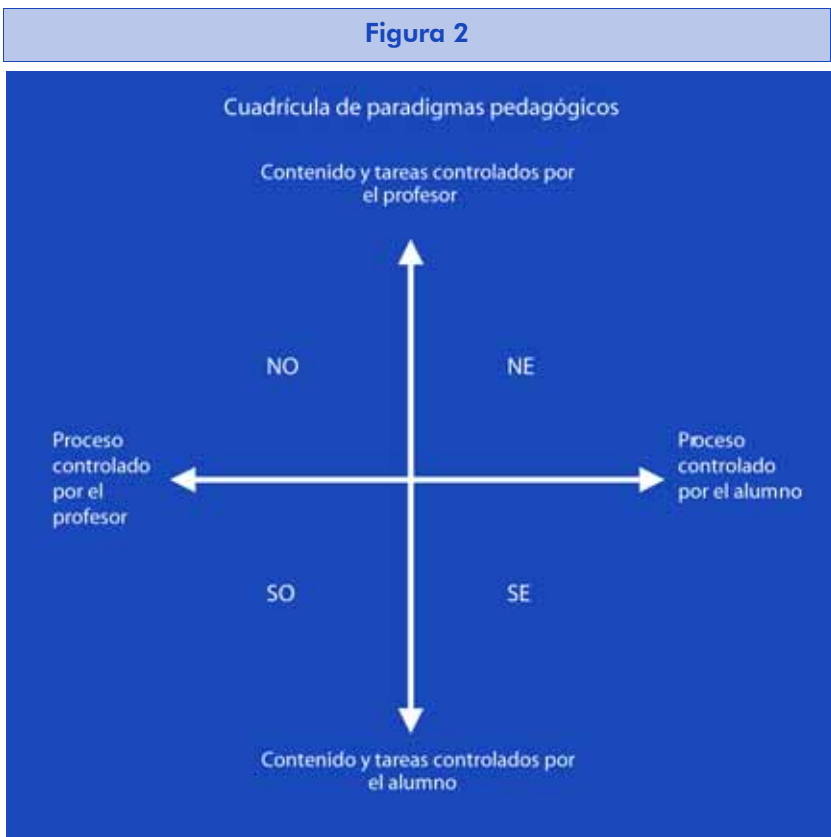 Figura 2
Cuadrícula de paradigmas pedagógicos
Contenido y tareas controlados por
el profesor
NO
NE
Proceso
controlado
por el
profesor
Proceso
controlado
por el alumno
SO
SE
Contenido y tareas controlados por
el alumno